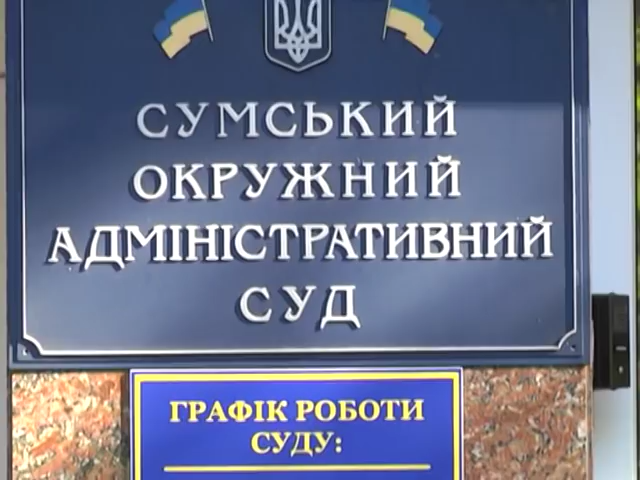 СУМСЬКИЙ
ОКРУЖНИЙ
АДМІНІСТРАТИВНИЙ
СУД
ГРАФІК РОБОТИ
СУДУ: